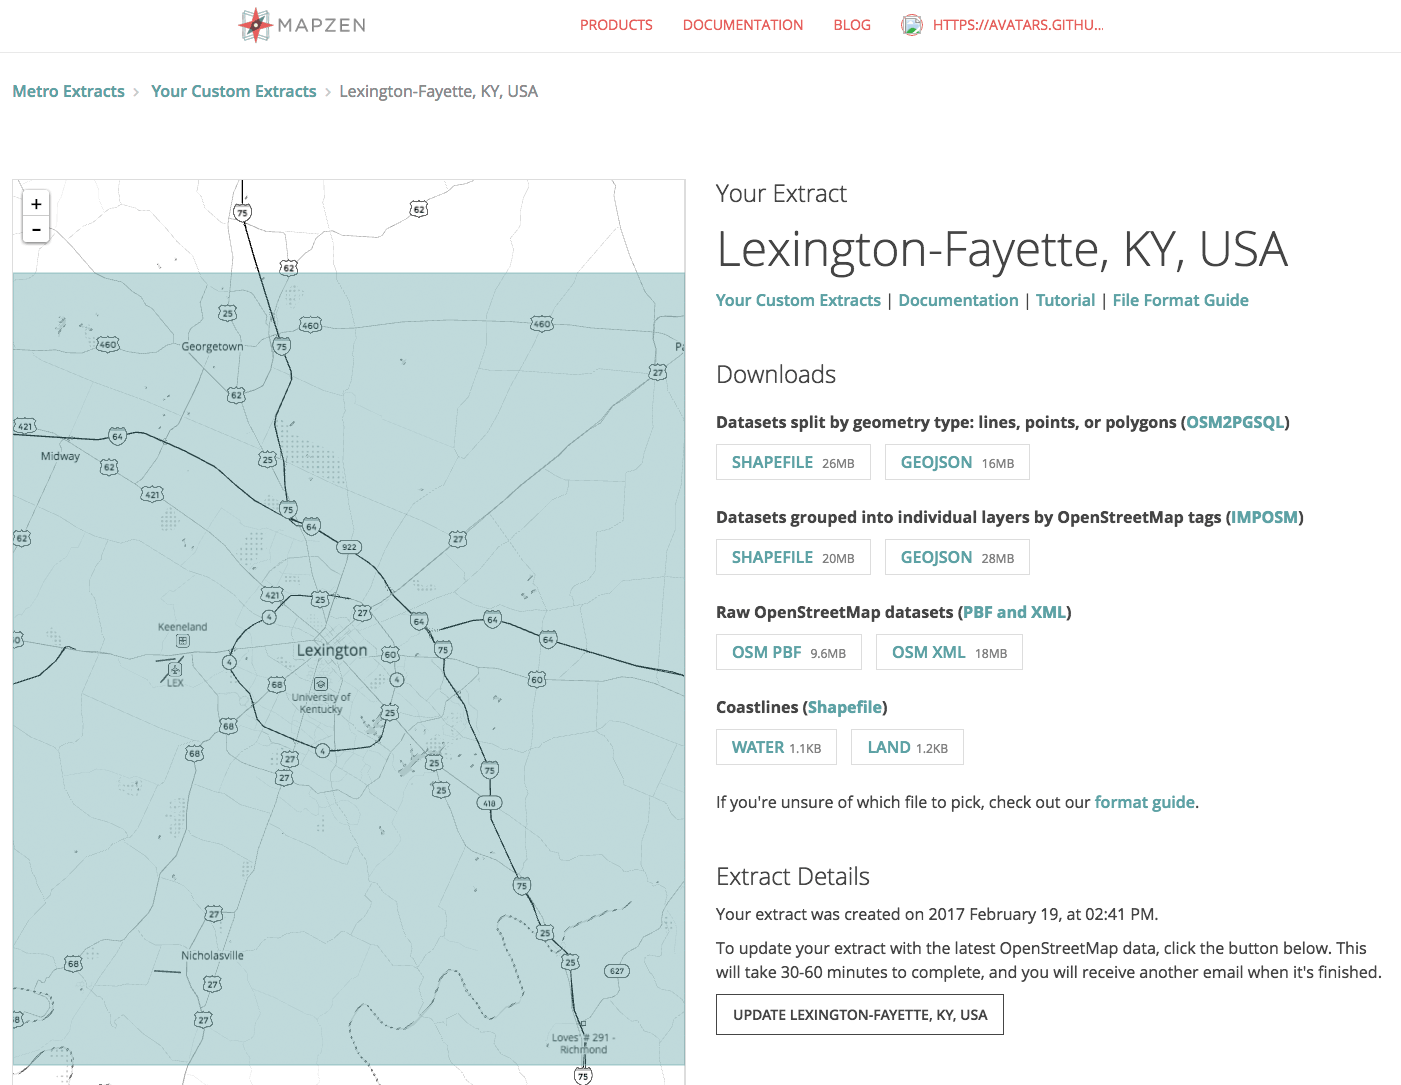 MAPZEN
PRODUCTS DOCUMENTATION BLOG HTTPS://AVATARS.GITHU...
Metro Extracts › Your Custom Extracts › Lexington-Fayette, KY, USA
+
-
75
62
62
25
460
460
460
Georgetown
75
27
62
421
64
Midway
62
25
421
75
64
62
922
27
421
25
27
4
64
64
64
Keeneland
Lexington
60
75
4
LEX
68
4
60
University of
Kentucky
25
68
4
68
27
25
27
75
25
418
75
27
25
Nicholasville
68
25
627
27
27
Loves' # 291 -
Richmond
75
Your Extract
Lexington-Fayette, KY, USA
Your Custom Extracts | Documentation | Tutorial | File Format Guide
Downloads
Datasets split by geometry type: lines, points, or polygons (OSM2PGSQL)
SHAPEFILE 26MB GEOJSON 16MB
Datasets grouped into individual layers by OpenStreetMap tags (IMPOSM)
SHAPEFILE 20MB GEOJSON 28MB
Raw OpenStreetMap datasets (PBF and XML)
OSM PBF 9.6MB OSM XML 18MB
Coastlines (Shapefile)
WATER 1.1KB LAND 1.2KB
If you're unsure of which file to pick, check out our format guide.
Extract Details
Your extract was created on 2017 February 19, at 02:41 PM.
To update your extract with the latest OpenStreetMap data, click the button below. This
will take 30-60 minutes to complete, and you will receive another email when it's finished.
UPDATE LEXINGTON-FAYETTE, KY, USA